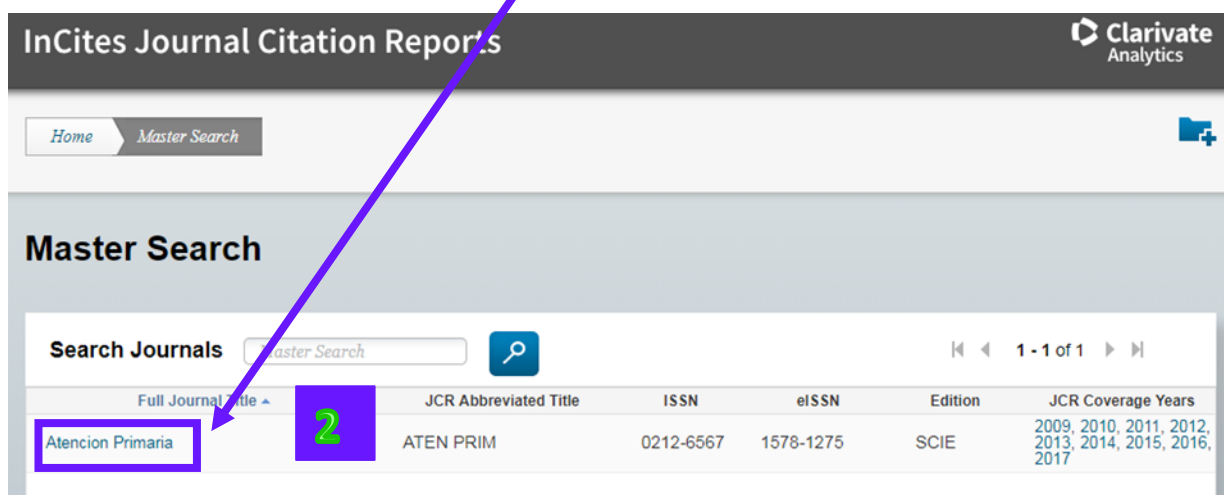 InCites Journal Citation Reports
Clarivate
Analytics
Home
Master Search
Master Search
Search Journals
Master Search
1 - 1 of 1
Full Journal Title
JCR Abbreviated Title
ISSN
eISSN
Edition
JCR Coverage Years
Atencion Primaria
2
ATEN PRIM
0212-6567
1578-1275
SCIE
2009, 2010, 2011, 2012,
2013, 2014, 2015, 2016,
2017